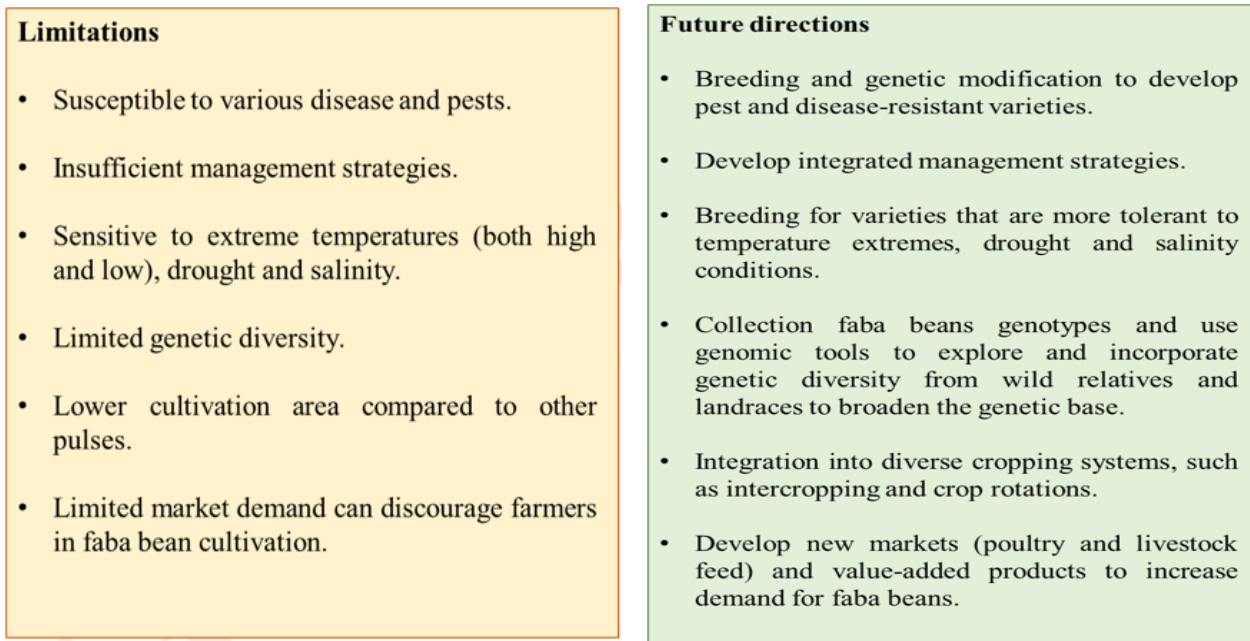 Limitations
• Susceptible to various disease and pests.
• Insufficient management strategies.
• Sensitive to extreme temperatures (both high
and low), drought and salinity.
• Limited genetic diversity.
• Lower cultivation area compared to other
pulses.
• Limited market demand can discourage farmers
in faba bean cultivation.
Future directions
• Breeding and genetic modification to develop
pest and disease-resistant varieties.
• Develop integrated management strategies.
• Breeding for varieties that are more tolerant to
temperature extremes, drought and salinity
conditions.
• Collection faba beans genotypes and use
genomic tools to explore and incorporate
genetic diversity from wild relatives and
landraces to broaden the genetic base.
• Integration into diverse cropping systems, such
as intercropping and crop rotations.
• Develop new markets (poultry and livestock
feed) and value-added products to increase
demand for faba beans.